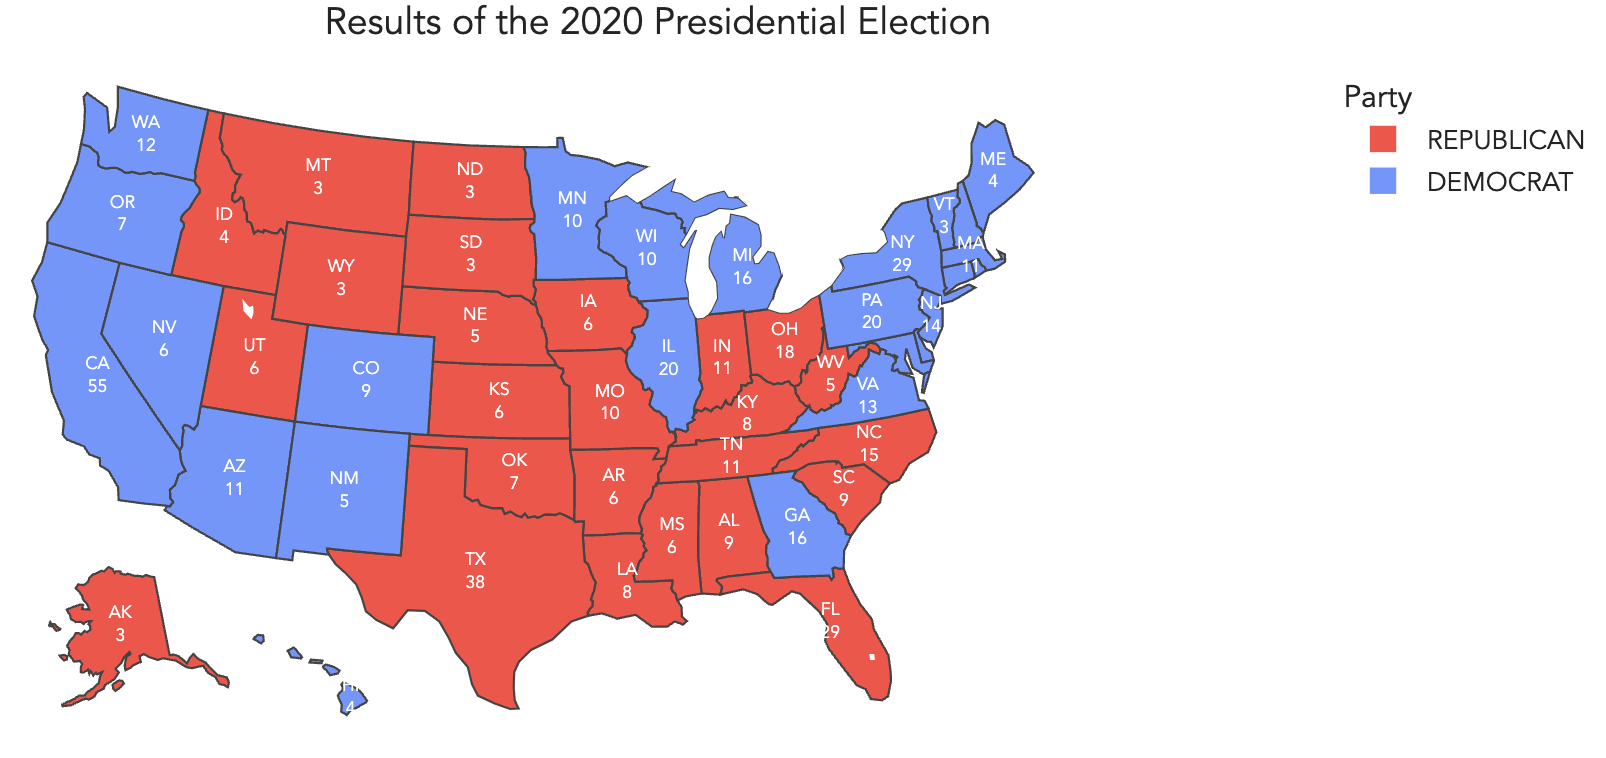 Results of the 2020 Presidential Election
Party
REPUBLICAN
DEMOCRAT
WA
12
OR
7
CA
55
NV
6
ID
4
MT
3
WY
3
UT
6
AZ
11
CO
9
NM
5
ND
3
SD
3
NE
5
KS
6
OK
7
TX
38
MN
10
IA
6
MO
10
AR
6
LA
8
WI
10
IL
20
MS
6
MI
16
IN
11
OH
18
KY
8
TN
11
AL
9
GA
16
FL
29
SC
9
NC
15
VA
13
WV
5
PA
20
NY
29
NJ
14
VT
3
MA
11
ME
4
AK
3
HI
4